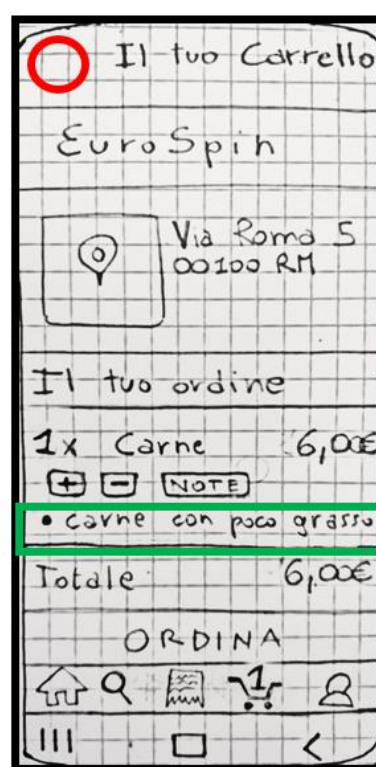 Il tuo Carrello
EuroSpin
Via Roma 5
00100 RM
Il tuo ordine
1x Carne 6,00€
+ - NOTE
• carne con poco grasso
Totale 6,00€
ORDINA
1